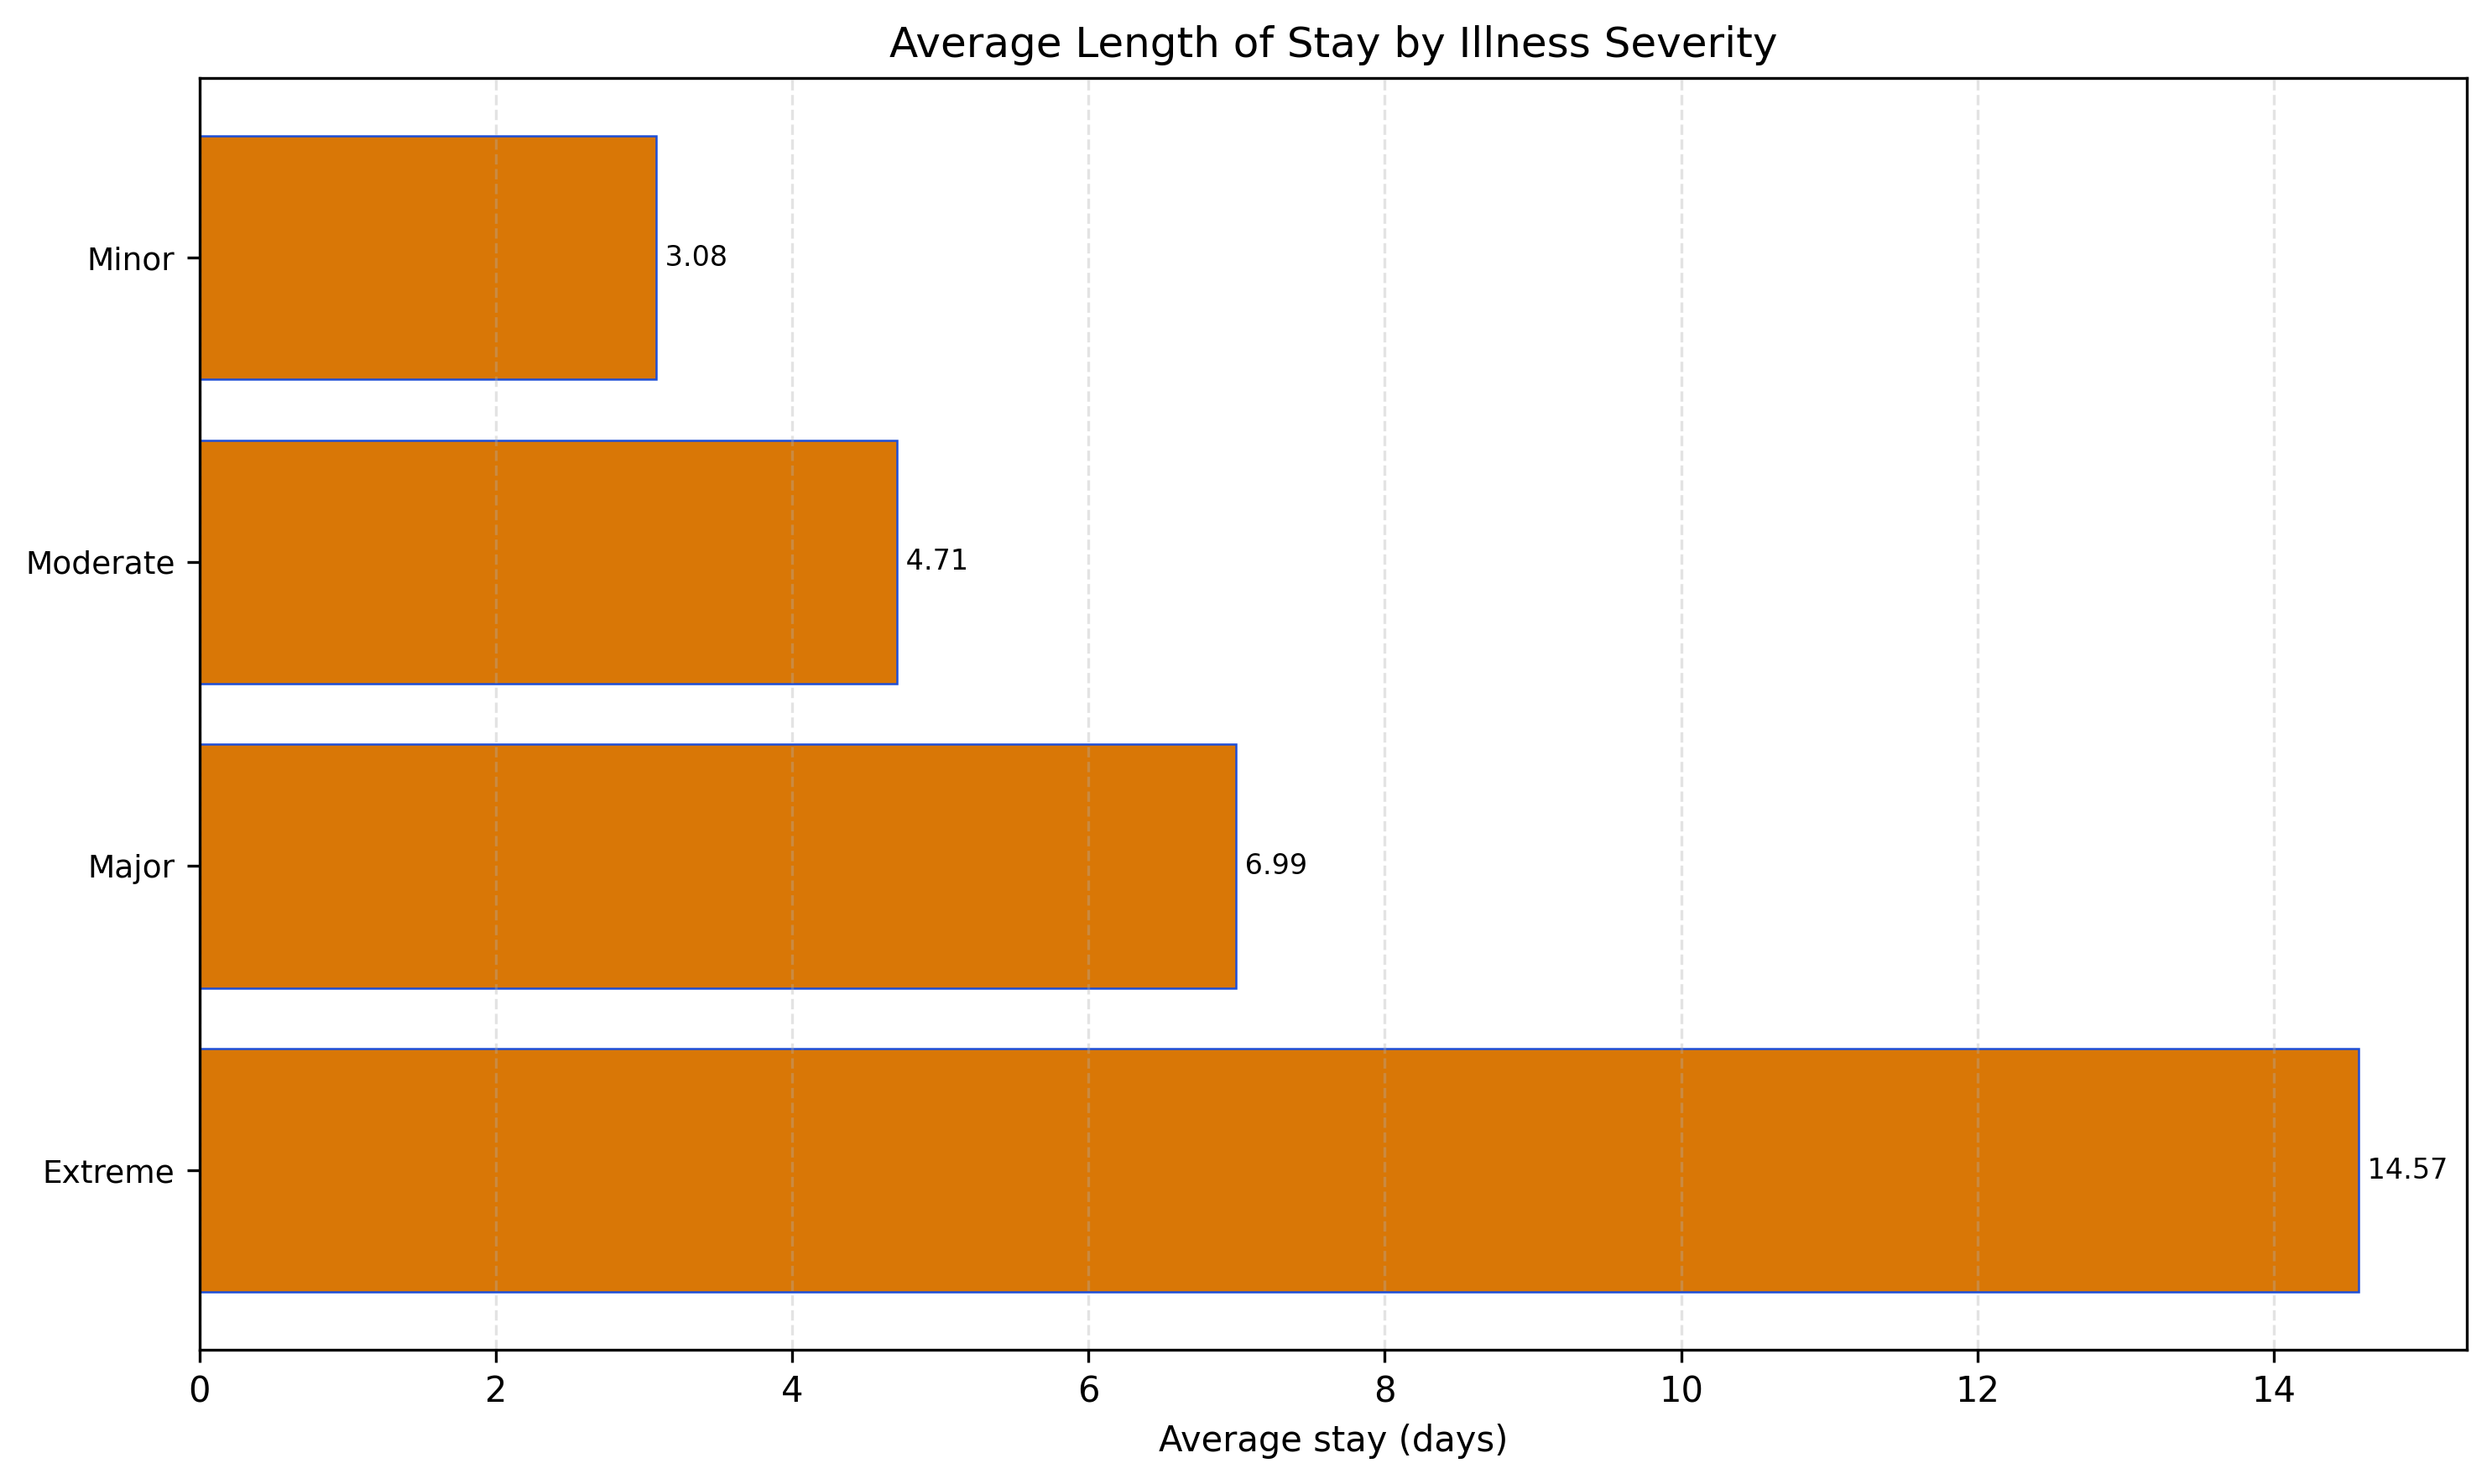 Average Length of Stay by Illness Severity
Minor
3.08
Moderate
4.71
Major
6.99
Extreme
14.57
0 2 4 6 8 10 12 14
Average stay (days)